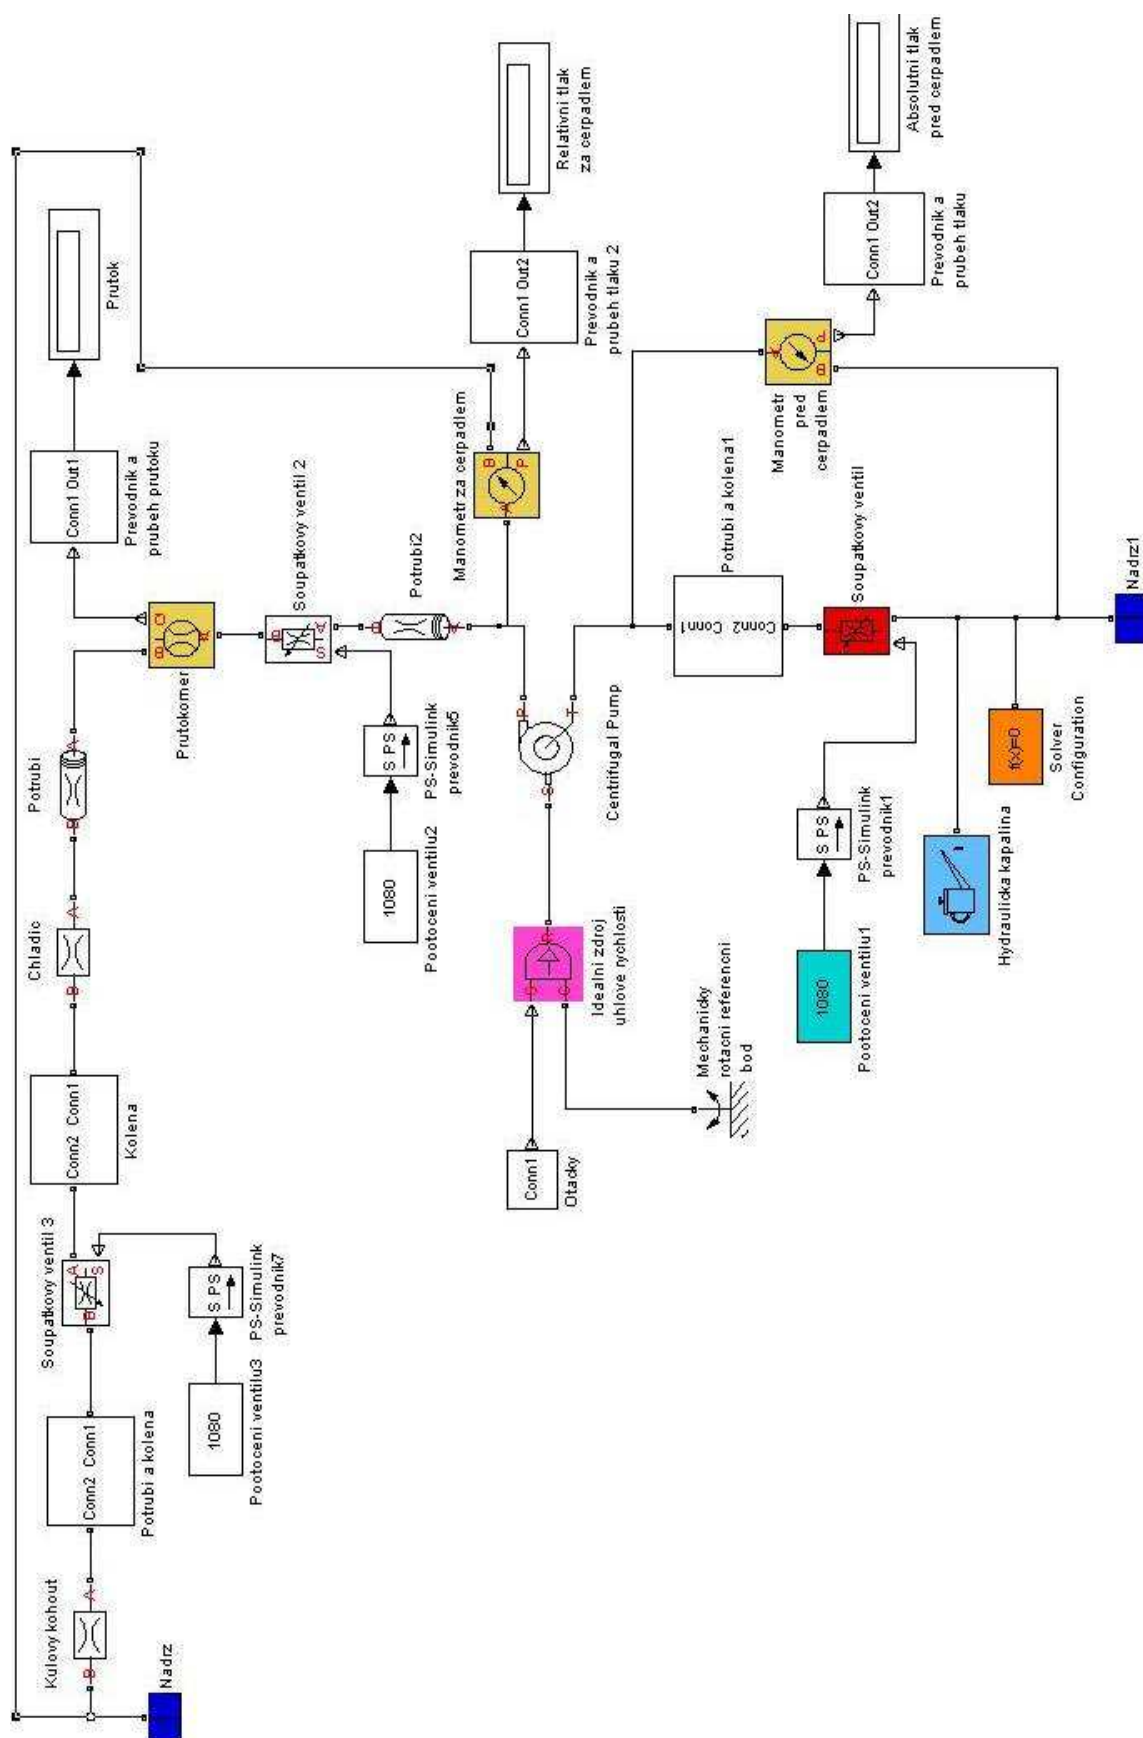 Nadrz
Kulovy kohout
B
A
Potrubi a kolena
Conn2 Conn1
Soupatkovy ventil 3
B
A
S
Pootoceni ventilu3
1080
PS-Simulink
prevodnik7
S PS
Kolena
Conn2 Conn1
Chladic
B
A
Potrubi
B
A
Prutokomer
B
Q
A
Prevodnik a
prubeh prutoku
Conn1 Out1
Prutok
Soupatkovy ventil 2
B
A
S
Pootoceni ventilu2
1080
PS-Simulink
prevodnik5
S PS
Potrubi2
B
A
Manometr za cerpadlem
A
B
P
Prevodnik a
prubeh tlaku 2
Conn1 Out2
Relativni tlak
za cerpadlem
Otacky
Conn1
Idealni zdroj
uhlove rychlosti
S
C
R
Mechanicky
rotacni referencni
bod
Centrifugal Pump
S
P
T
Potrubi a kolena1
Conn2 Conn1
Manometr
pred
cerpadlem
A
B
P
Prevodnik a
prubeh tlaku
Conn1 Out2
Absolutni tlak
pred cerpadlem
Pootoceni ventilu1
1080
PS-Simulink
prevodnik1
S PS
Soupatkovy ventil
Hydraulicka kapalina
f(x)=0
Solver
Configuration
Nadrz1